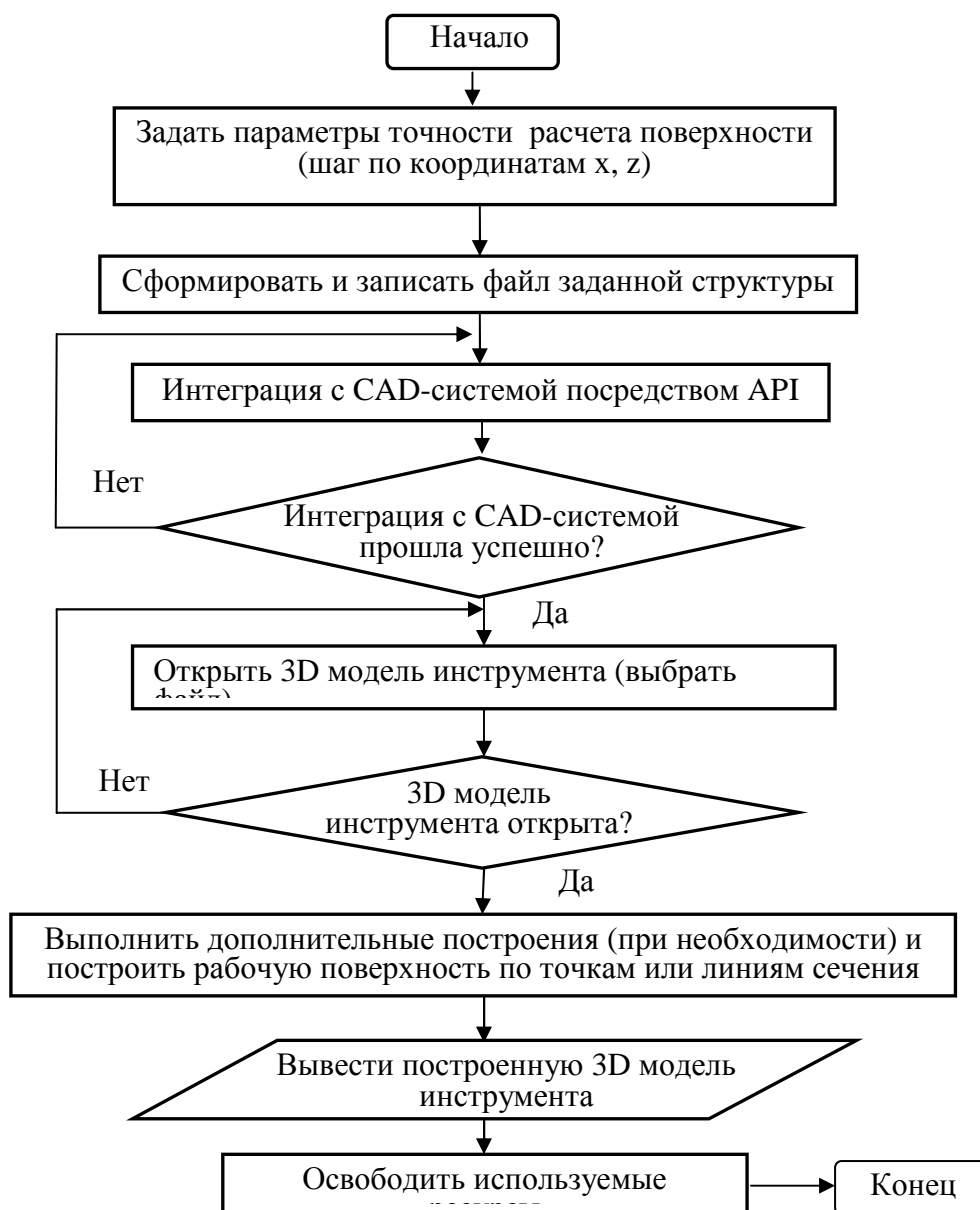 Начало
Задать параметры точности расчета поверхности
(шаг по координатам x, z)
Сформировать и записать файл заданной структуры
Интеграция с CAD-системой посредством API
Нет
Интеграция с CAD-системой
прошла успешно?
Да
Открыть 3D модель инструмента (выбрать
файл)
Нет
3D модель
инструмента открыта?
Да
Выполнить дополнительные построения (при необходимости) и
построить рабочую поверхность по точкам или линиям сечения
Вывести построенную 3D модель
инструмента
Освободить используемые
Конец